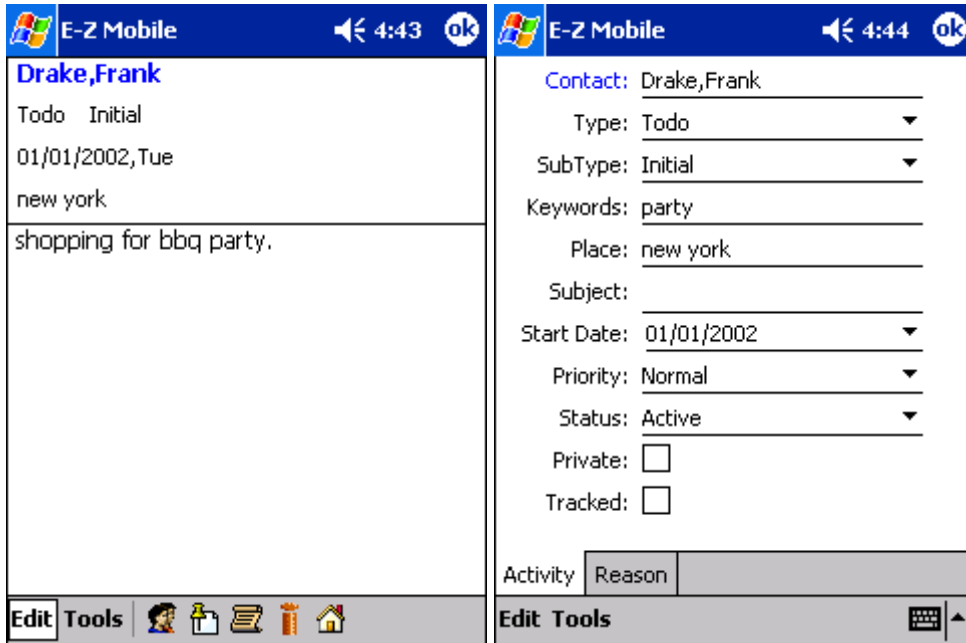 E-Z Mobile 4:43 ok
Drake,Frank
Todo Initial
01/01/2002,Tue
new york
shopping for bbq party.
Edit Tools
E-Z Mobile 4:44 ok
Contact: Drake,Frank
Type: Todo
SubType: Initial
Keywords: party
Place: new york
Subject:
Start Date: 01/01/2002
Priority: Normal
Status: Active
Private:
Tracked:
Activity Reason
Edit Tools